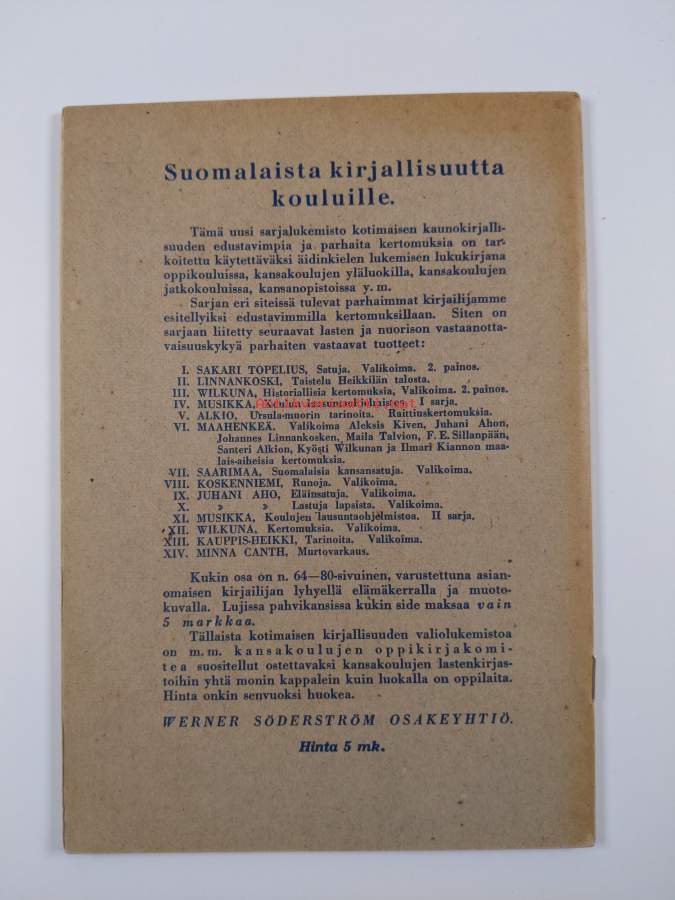 Suomalaista kirjallisuutta
kouluille.
Tämä uusi sarjalukemisto kotimaisen kaunokirjalli-
suuden edustavimpia ja parhaita kertomuksia on tar-
koitettu käytettäväksi äidinkielen lukemisen lukukirjana
oppikouluissa, kansakoulujen yläluokilla, kansakoulujen
jatkokouluissa, kansanopistoissa y. m.
Sarjan eri siteissä tulevat parhaimmat kirjailijamme
esitellyiksi edustavimmilla kertomuksillaan. Siten on
sarjaan liitetty seuraavat lasten ja nuorison vastaanotta-
vaisuuskykyä parhaiten vastaavat tuotteet:
I. SAKARI TOPELIUS, Satuja. Valikoima. 2. painos.
II. LINNANKOSKI, Taistelu Heikkilän talosta.
III. WILKUNA, Historiallisia kertomuksia, Valikoima. 2. painos.
IV. MUSIKKA, Koulujen lausuntaohjelmistoa. I sarja.
V. ALKIO, Ursula-muorin tarinoita. Raittiuskertomuksia.
VI. MAAHENKEÄ. Valikoima Aleksis Kiven, Juhani Ahon,
Johannes Linnankosken, Maila Talvion, F. E. Sillanpään,
Santeri Alkion, Kyösti Wilkunan ja Ilmari Kiannon maa-
lais-aiheisia kertomuksia.
VII. SAARIMAA, Suomalaisia kansansatuja. Valikoima.
VIII. KOSKENNIEMI, Runoja. Valikoima.
IX. JUHANI AHO, Eläinsatuja. Valikoima.
X. » » Lastuja lapsista. Valikoima.
XI. MUSIKKA, Koulujen lausuntaohjelmistoa. II sarja.
XII. WILKUNA, Kertomuksia. Valikoima.
XIII. KAUPPIS-HEIKKI, Tarinoita. Valikoima.
XIV. MINNA CANTH, Murtovarkaus.
Kukin osa on n. 64—80-sivuinen, varustettuna asian-
omaisen kirjailijan lyhyellä elämäkerralla ja muoto-
kuvalla. Lujissa pahvikansissa kukin side maksaa vain
5 markkaa.
Tällaista kotimaisen kirjallisuuden valiolukemistoa
on m. m. kansakoulujen oppikirjakomi-
tea suositellut ostettavaksi kansakoulujen lastenkirjas-
toihin yhtä monin kappalein kuin luokalla on oppilaita.
Hinta onkin senvuoksi huokea.
WERNER SÖDERSTRÖM OSAKEYHTIÖ.
Hinta 5 mk.